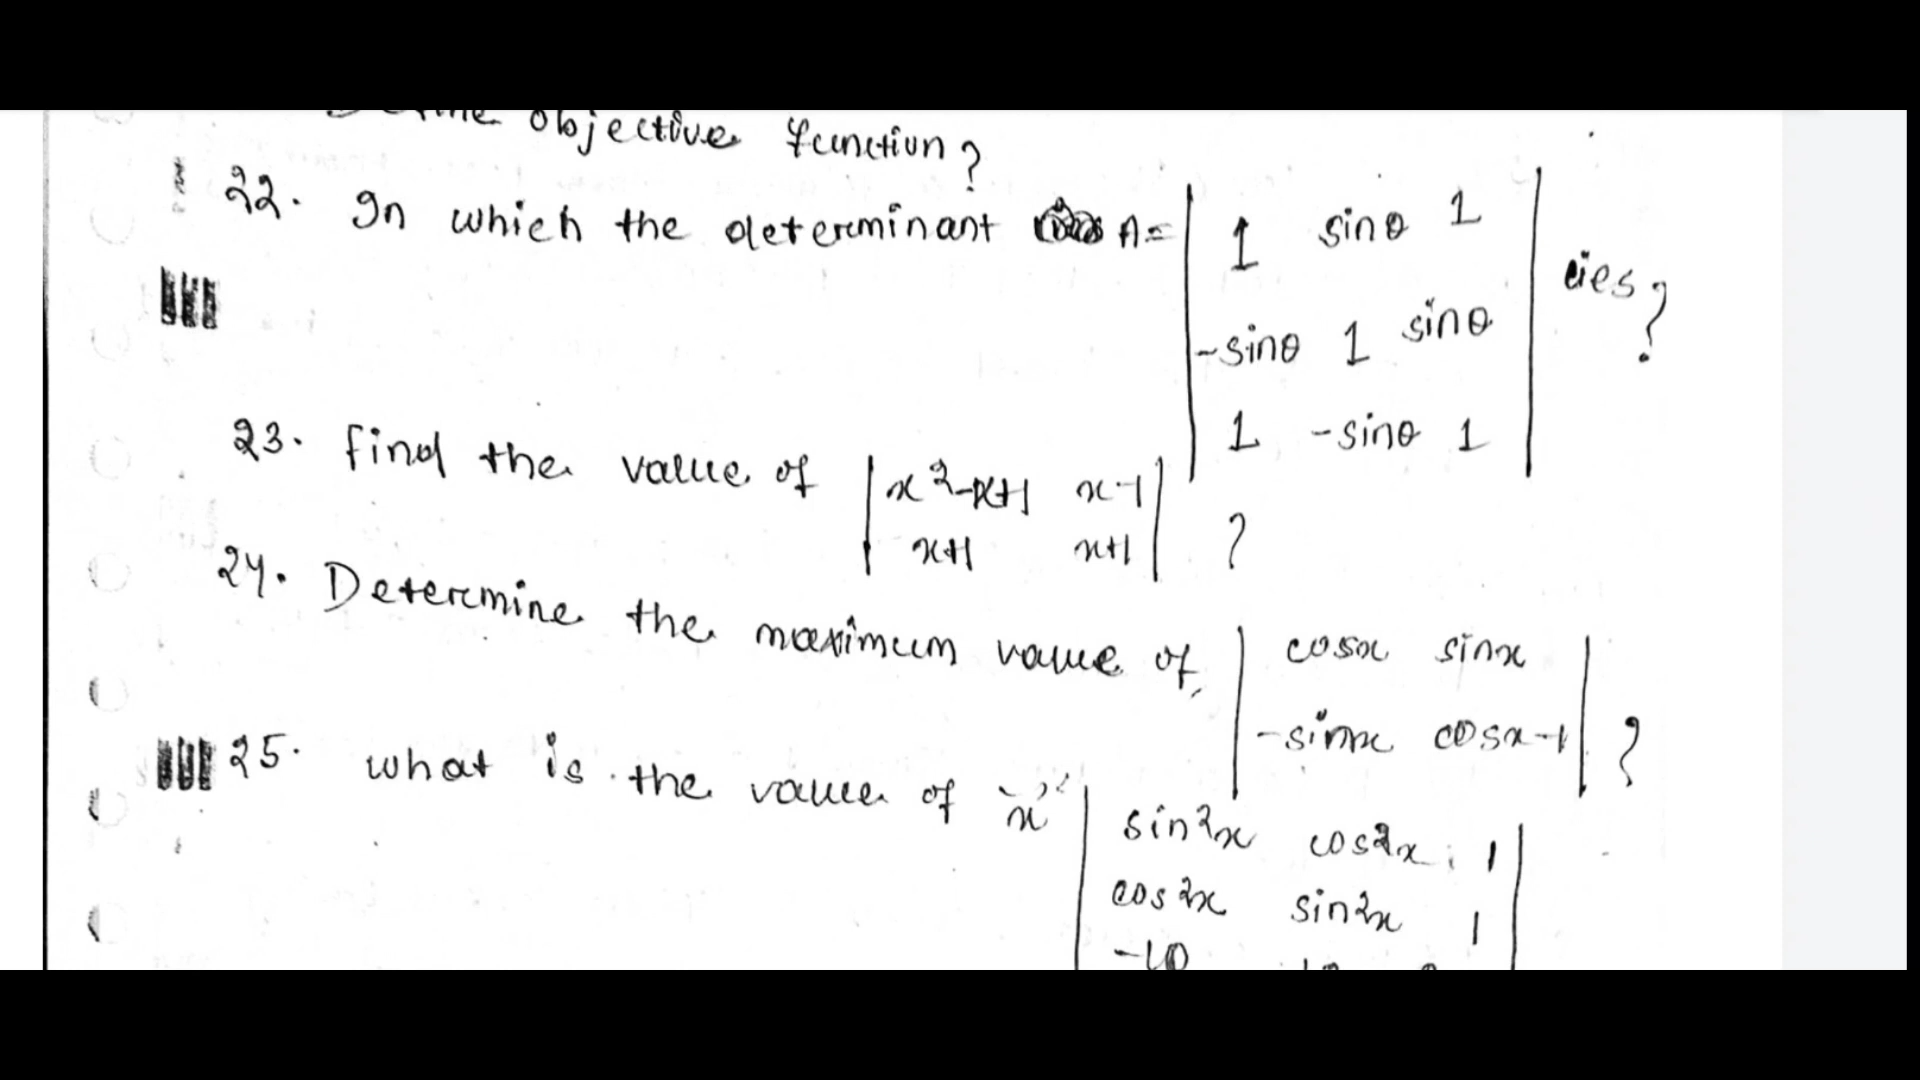 Define objective function?
22. In which the determinant A= | 1 sinθ 1 | lies?
| -sinθ 1 sinθ |
| 1 -sinθ 1 |
23. find the value of | x²-x+1 x-1 | ?
| x+1 x+1 |
24. Determine the maximum value of | cosx sinx | ?
| -sinx cosx-1 |
25. what is the value of x | sin²x cos²x 1 |
| cos²x sin²x 1 |
| -10